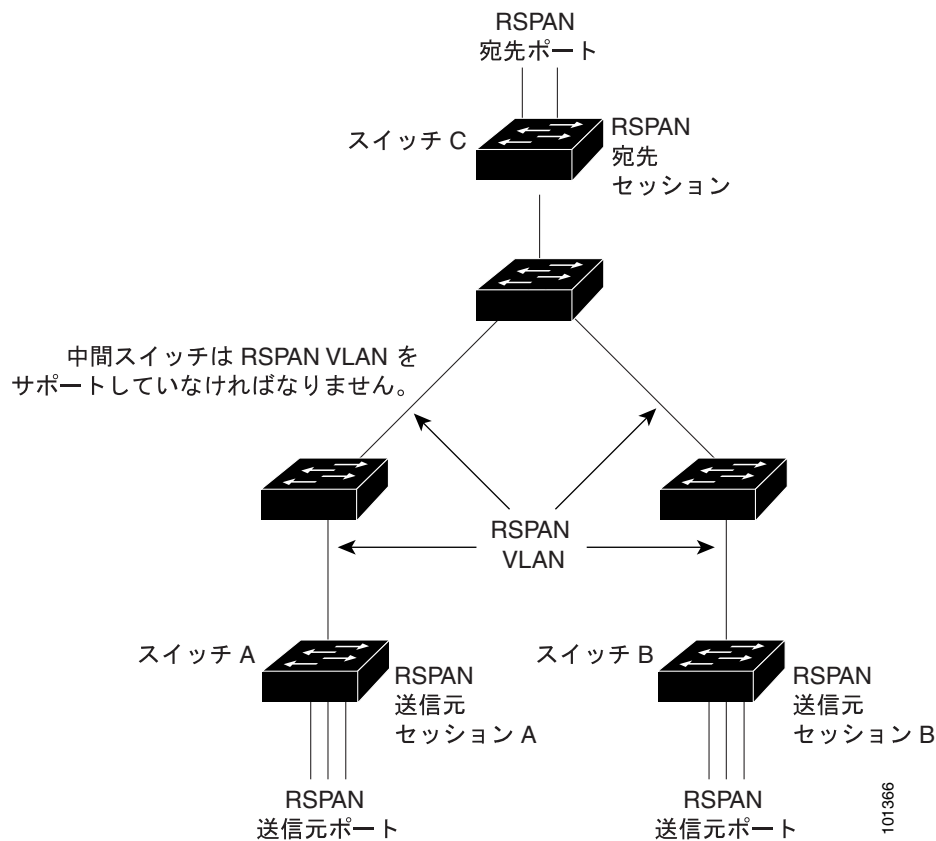 RSPAN
宛先ポート
スイッチ C
RSPAN
宛先
セッション
中間スイッチは RSPAN VLAN を
サポートしていなければなりません。
RSPAN
VLAN
スイッチ A
RSPAN
送信元
セッション A
スイッチ B
RSPAN
送信元
セッション B
RSPAN
送信元ポート
RSPAN
送信元ポート
101366